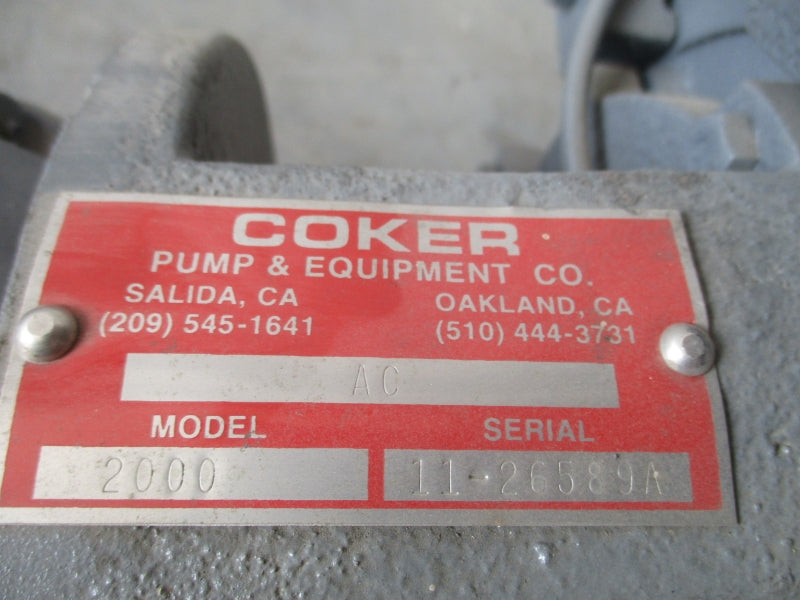 COKER
PUMP & EQUIPMENT CO.
SALIDA, CA OAKLAND, CA
(209) 545-1641 (510) 444-3731
AC
MODEL SERIAL
2000 11-26589A